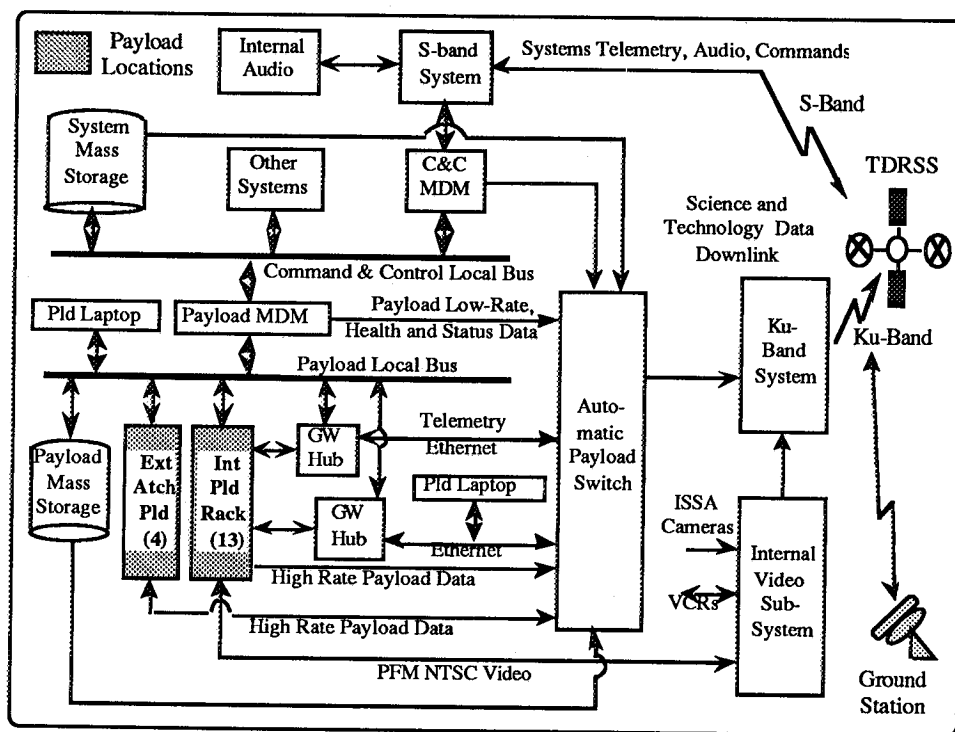 Payload
Locations
Internal
Audio
S-band
System
Systems Telemetry, Audio, Commands
S-Band
System
Mass
Storage
Other
Systems
C&C
MDM
TDRSS
Science and
Technology Data
Downlink
Command & Control Local Bus
Pld Laptop
Payload MDM
Payload Low-Rate,
Health and Status Data
Ku-
Band
System
Ku-Band
Payload Local Bus
Auto-
matic
Payload
Switch
Payload
Mass
Storage
Ext
Atch
Pld
(4)
Int
Pld
Rack
(13)
GW
Hub
Telemetry
Ethernet
Pld Laptop
GW
Hub
Ethernet
ISSA
Cameras
VCRs
Internal
Video
Sub-
System
High Rate Payload Data
High Rate Payload Data
PFM NTSC Video
Ground
Station